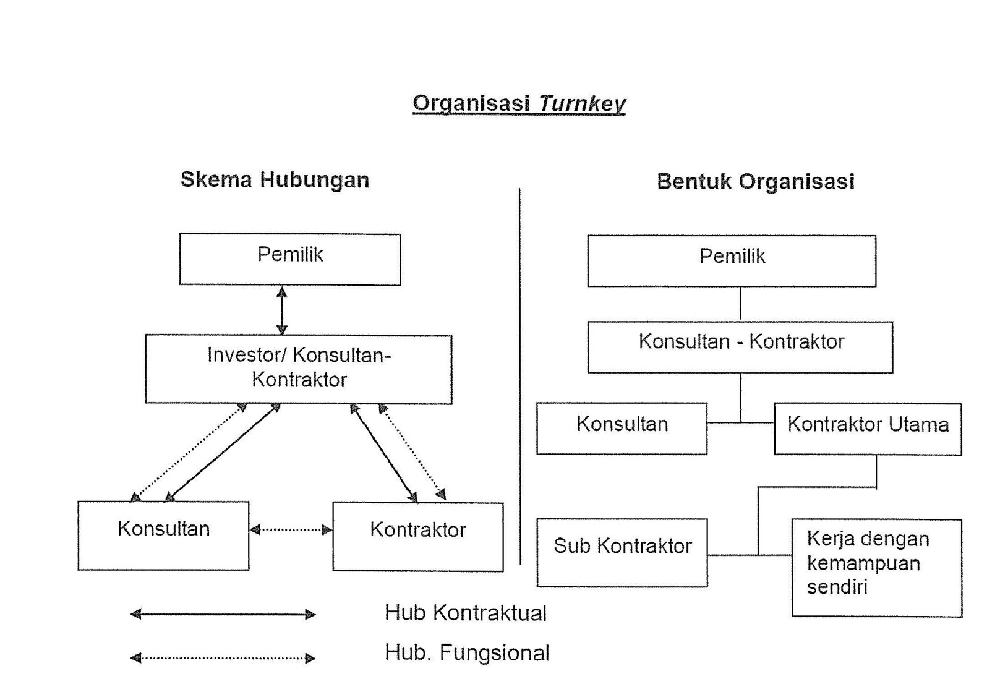 Organisasi Turnkey
Skema Hubungan
Pemilik
Investor/ Konsultan-
Kontraktor
Konsultan
Kontraktor
Hub Kontraktual
Hub. Fungsional
Bentuk Organisasi
Pemilik
Konsultan - Kontraktor
Konsultan
Kontraktor Utama
Sub Kontraktor
Kerja dengan
kemampuan
sendiri